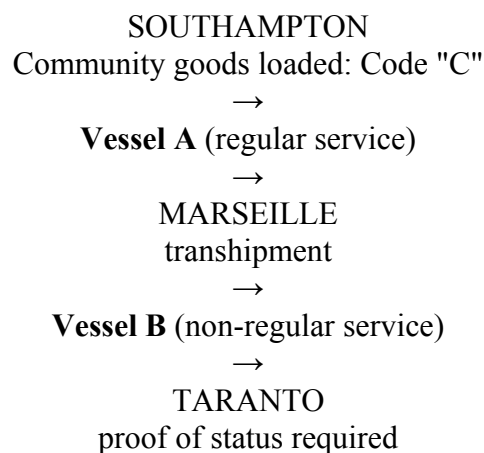 SOUTHAMPTON
Community goods loaded: Code "C"
→
Vessel A (regular service)
→
MARSEILLE
transhipment
→
Vessel B (non-regular service)
→
TARANTO
proof of status required